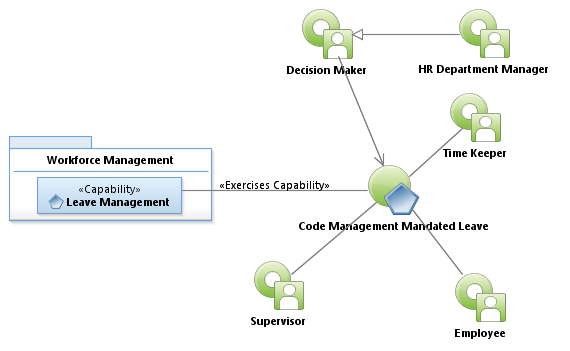 Decision Maker
HR Department Manager
Time Keeper
Workforce Management
«Capability»
Leave Management
«Exercises Capability»
Code Management Mandated Leave
Supervisor
Employee